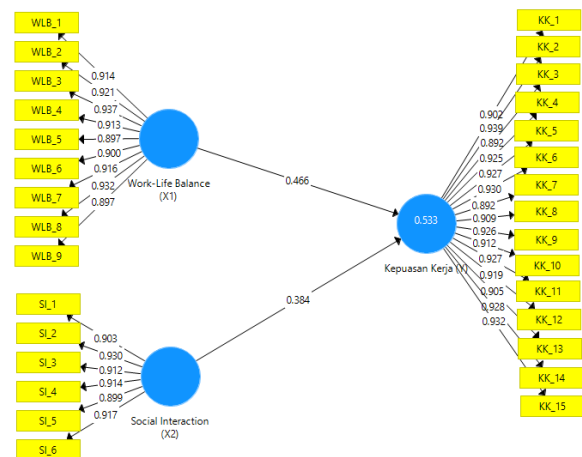 WLB_1
WLB_2
WLB_3
WLB_4
WLB_5
WLB_6
WLB_7
WLB_8
WLB_9
0.914
0.921
0.937
0.913
0.897
0.900
0.916
0.932
0.897
Work-Life Balance
(X1)
0.466
SI_1
SI_2
SI_3
SI_4
SI_5
SI_6
0.903
0.930
0.912
0.914
0.899
0.917
Social Interaction
(X2)
0.384
0.533
Kepuasan Kerja (Y)
0.902
0.939
0.892
0.925
0.927
0.930
0.892
0.909
0.926
0.912
0.927
0.919
0.905
0.928
0.932
KK_1
KK_2
KK_3
KK_4
KK_5
KK_6
KK_7
KK_8
KK_9
KK_10
KK_11
KK_12
KK_13
KK_14
KK_15